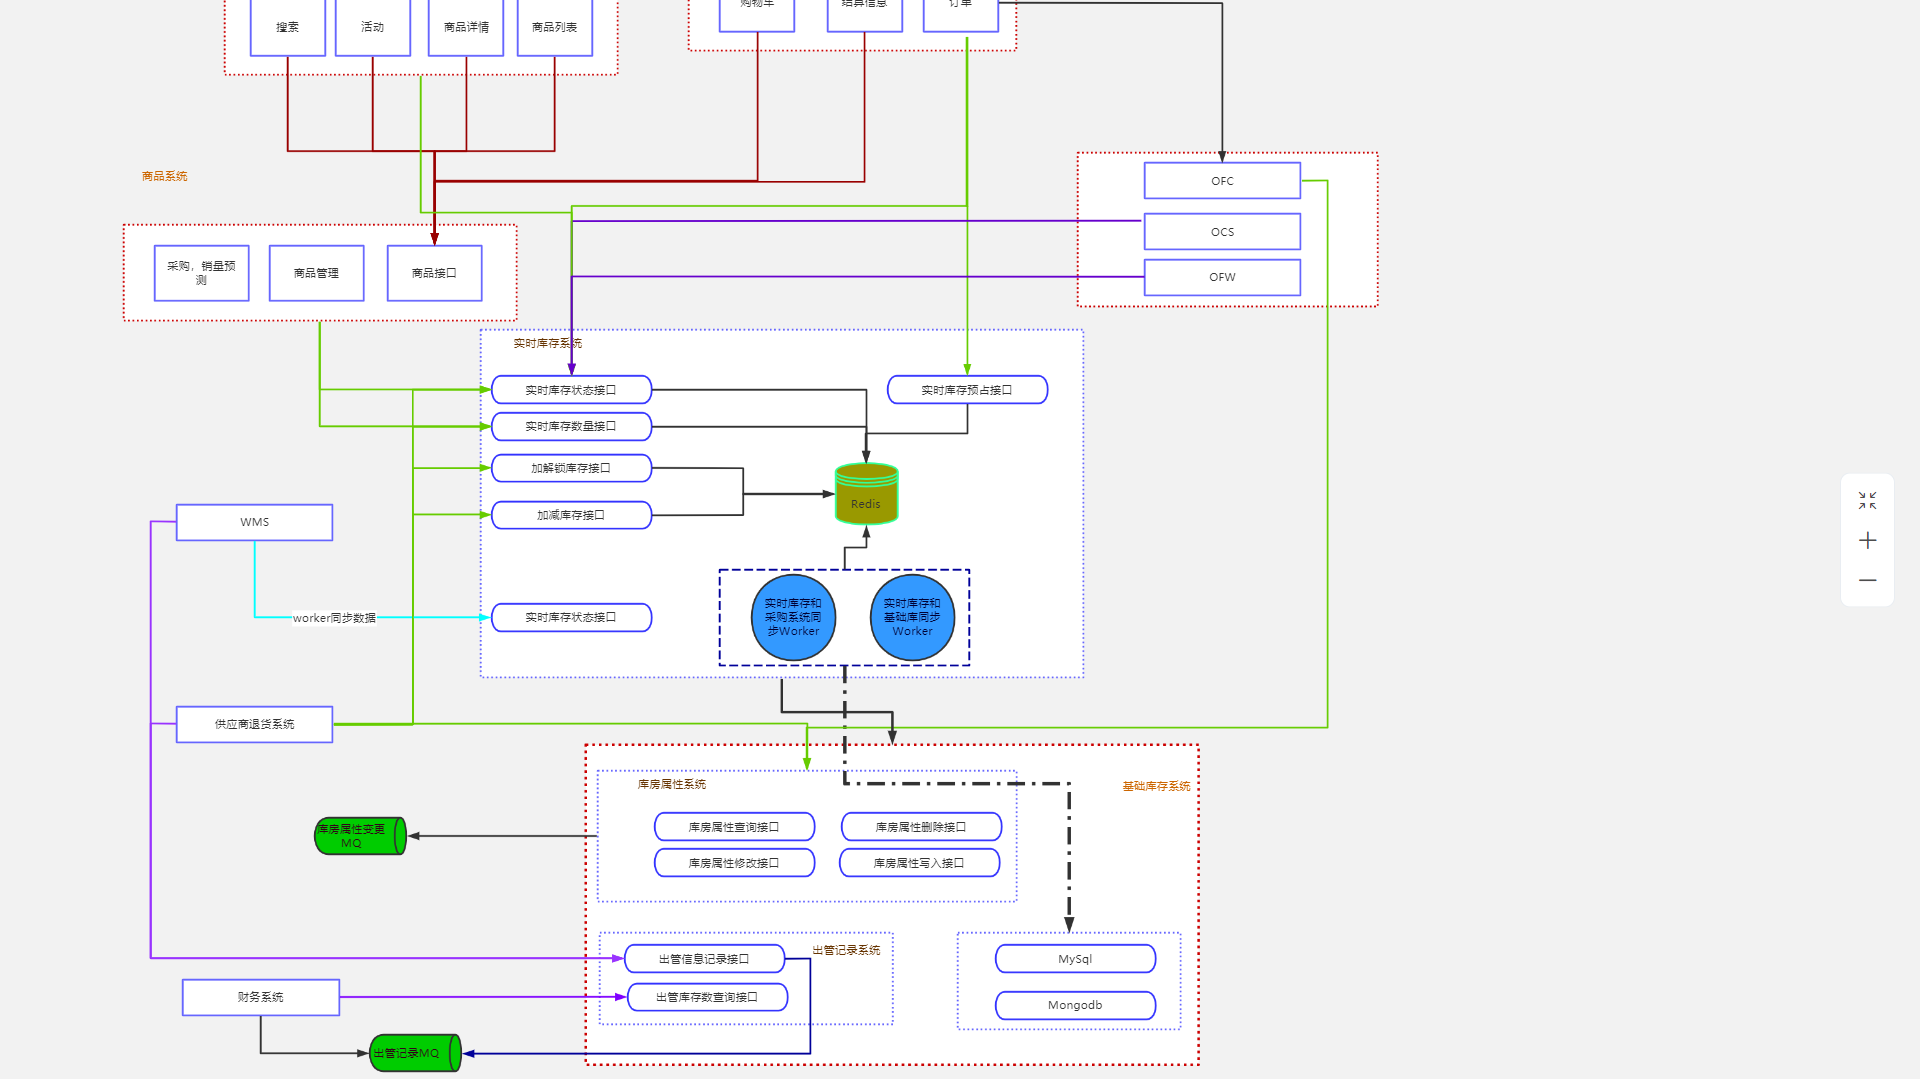 购物车
结算信息
订单
搜索
活动
商品详情
商品列表
商品系统
OFC
OCS
OFW
采购，销量预
测
商品管理
商品接口
实时库存系统
实时库存状态接口
实时库存预占接口
实时库存数量接口
加解锁库存接口
加减库存接口
Redis
WMS
worker同步数据
实时库存状态接口
实时库存和
采购系统同
步Worker
实时库存和
基础库同步
Worker
供应商退货系统
库房属性系统
基础库存系统
库房属性查询接口
库房属性删除接口
库房属性修改接口
库房属性写入接口
库房属性变更
MQ
出管记录系统
出管信息记录接口
出管库存数查询接口
MySql
Mongodb
财务系统
出管记录MQ